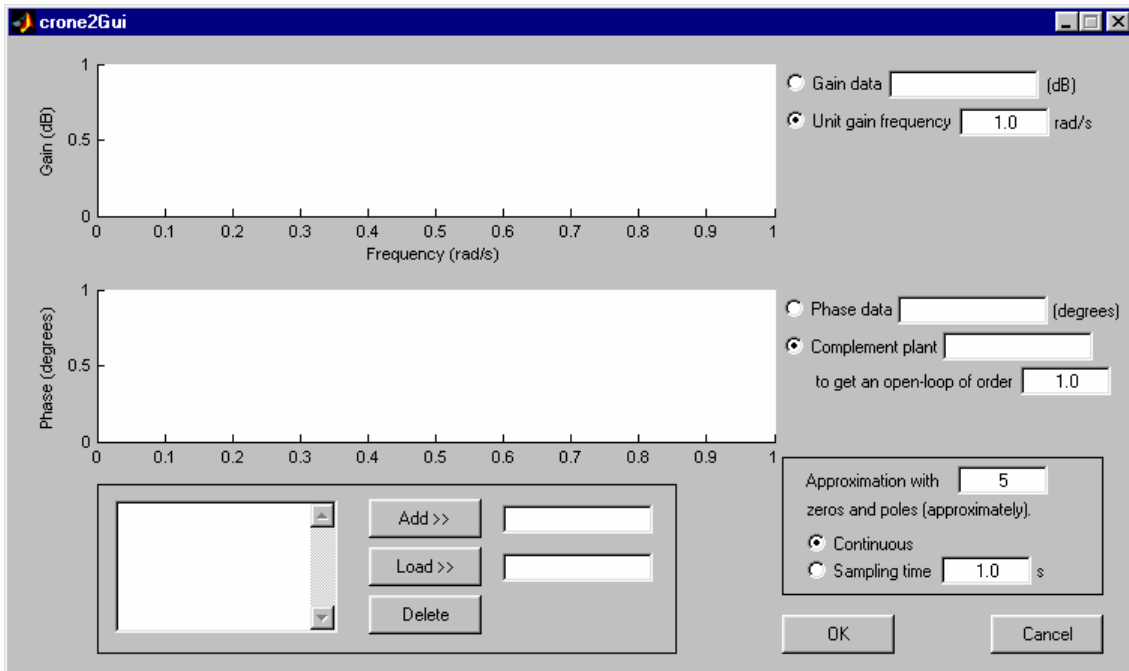 crone2Gui
1
0.5
0
Gain (dB)
0 0.1 0.2 0.3 0.4 0.5 0.6 0.7 0.8 0.9 1
Frequency (rad/s)
Gain data (dB)
Unit gain frequency 1.0 rad/s
1
0.5
0
Phase (degrees)
0 0.1 0.2 0.3 0.4 0.5 0.6 0.7 0.8 0.9 1
Phase data (degrees)
Complement plant
to get an open-loop of order 1.0
Add >>
Load >>
Delete
Approximation with 5
zeros and poles (approximately).
Continuous
Sampling time 1.0 s
OK Cancel